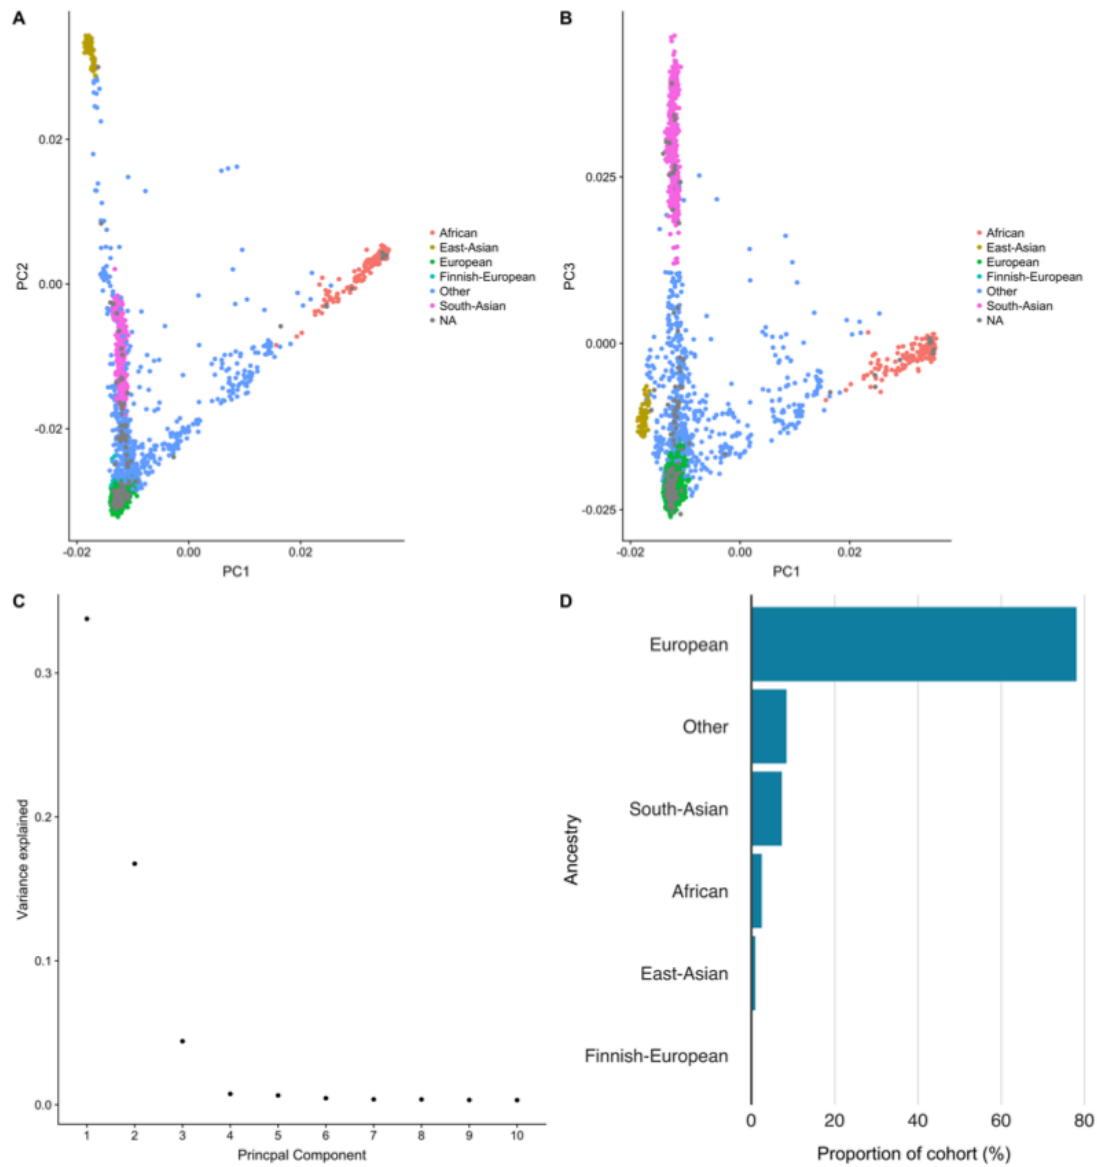 A
0.02
0.00
-0.02
PC2
-0.02
0.00
0.02
PC1
African
East-Asian
European
Finnish-European
Other
South-Asian
NA
B
0.025
0.000
-0.025
PC3
-0.02
0.00
0.02
PC1
African
East-Asian
European
Finnish-European
Other
South-Asian
NA
C
0.3
0.2
0.1
0.0
Variance explained
1 2 3 4 5 6 7 8 9 10
Princpal Component
D
European
Other
South-Asian
African
East-Asian
Finnish-European
Ancestry
0 20 40 60 80
Proportion of cohort (%)